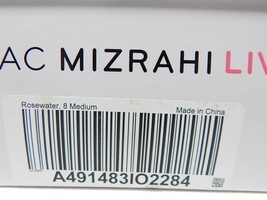 AC MIZRAHI LIV
Rosewater, 8 Medium Made in China
A491483IO2284